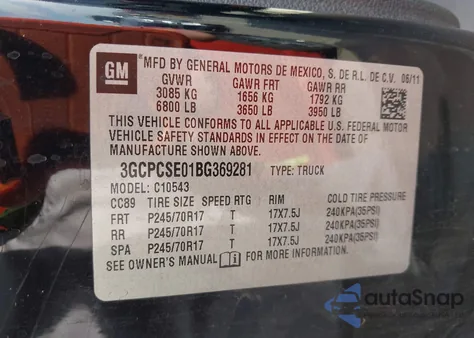 GM
MFD BY GENERAL MOTORS DE MEXICO, S. DE R.L. DE C.V. 06/11
GVWR GAWR FRT GAWR RR
3085 KG 1656 KG 1792 KG
6800 LB 3650 LB 3950 LB
THIS VEHICLE CONFORMS TO ALL APPLICABLE U.S. FEDERAL MOTOR
VEHICLE SAFETY STANDARDS IN EFFECT ON THE DATE OF
MANUFACTURE SHOWN ABOVE.
3GCPCSE01BG369281 TYPE: TRUCK
MODEL: C10543
CC89 TIRE SIZE SPEED RTG RIM COLD TIRE PRESSURE
FRT P245/70R17 T 17X7.5J 240KPA(35PSI)
RR P245/70R17 T 17X7.5J 240KPA(35PSI)
SPA P245/70R17 T 17X7.5J 240KPA(35PSI)
SEE OWNER'S MANUAL FOR MORE INFORMATION.
autoSnap